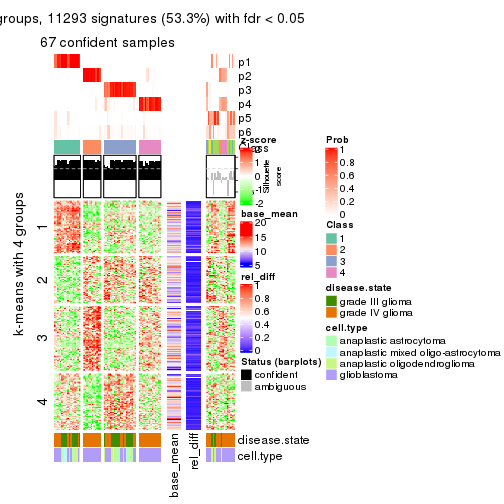 groups, 11293 signatures (53.3%) with fdr < 0.05
67 confident samples
p1
p2
p3
p4
p5
p6
Class
Silhouette
score
k-means with 4 groups
1
2
3
4
base_mean
rel_diff
disease.state
cell.type
z-score
2
1
0
-1
-2
base_mean
20
15
10
5
rel_diff
1
0.8
0.6
0.4
0.2
0
Status (barplots)
confident
ambiguous
Prob
1
0.8
0.6
0.4
0.2
0
Class
1
2
3
4
disease.state
grade III glioma
grade IV glioma
cell.type
anaplastic astrocytoma
anaplastic mixed oligo-astrocytoma
anaplastic oligodendroglioma
glioblastoma